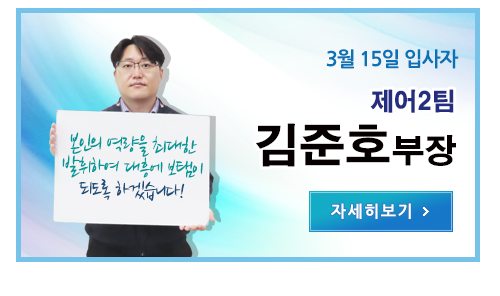 본인의 역량을 최대한
발휘하여 대흥에 보탬이
되도록 하겠습니다!
3월 15일 입사자
제어2팀
김준호부장
자세히보기 >